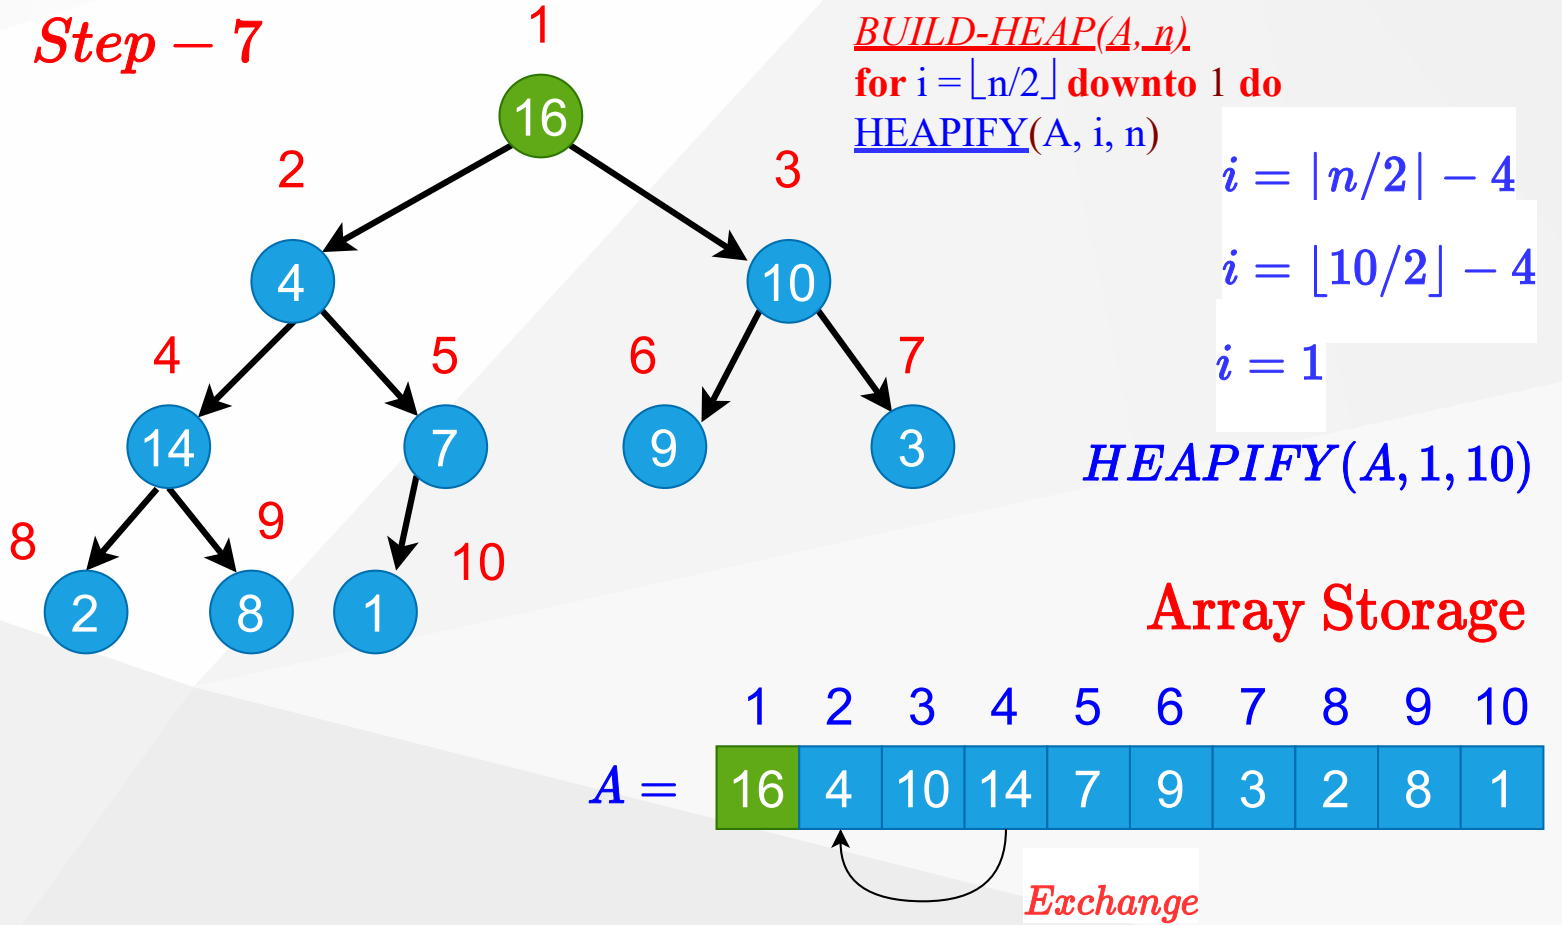 Step – 7
BUILD-HEAP(A, n)
for i = ⌊n/2⌋ downto 1 do
HEAPIFY(A, i, n)
i = |n/2| − 4
i = ⌊10/2⌋ − 4
i = 1
HEAPIFY(A, 1, 10)
1
16
2 3
4 10
4 5 6 7
14 7 9 3
8 9 10
2 8 1
Array Storage
1 2 3 4 5 6 7 8 9 10
A = 16 4 10 14 7 9 3 2 8 1
Exchange